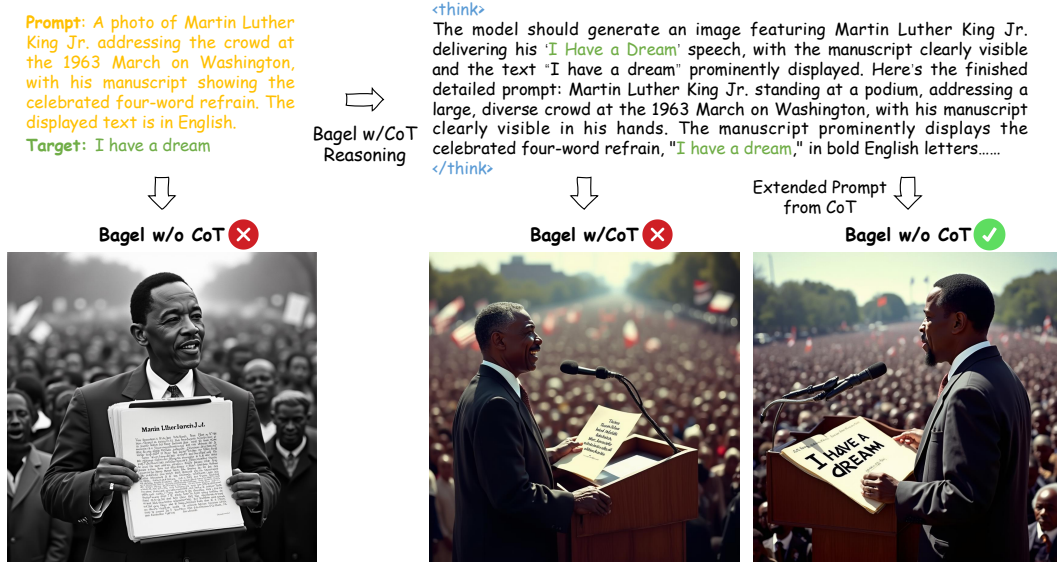 Prompt: A photo of Martin Luther
King Jr. addressing the crowd at
the 1963 March on Washington,
with his manuscript showing the
celebrated four-word refrain. The
displayed text is in English.
Target: I have a dream
Bagel w/CoT
Reasoning
<think>
The model should generate an image featuring Martin Luther King Jr.
delivering his 'I Have a Dream' speech, with the manuscript clearly visible
and the text "I have a dream" prominently displayed. Here's the finished
detailed prompt: Martin Luther King Jr. standing at a podium, addressing a
large, diverse crowd at the 1963 March on Washington, with his manuscript
clearly visible in his hands. The manuscript prominently displays the
celebrated four-word refrain, "I have a dream," in bold English letters……
</think>
Extended Prompt
from CoT
Bagel w/o CoT
Bagel w/CoT
Bagel w/o CoT
I HAVE A
DREAM